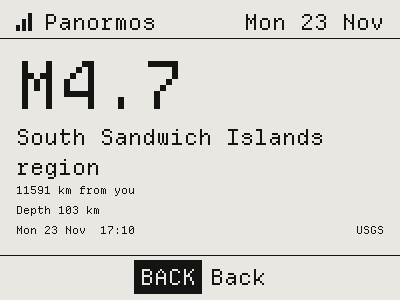 Panormos Mon 23 Nov
M4.7
South Sandwich Islands
region
11591 km from you
Depth 103 km
Mon 23 Nov 17:10 USGS
BACK Back